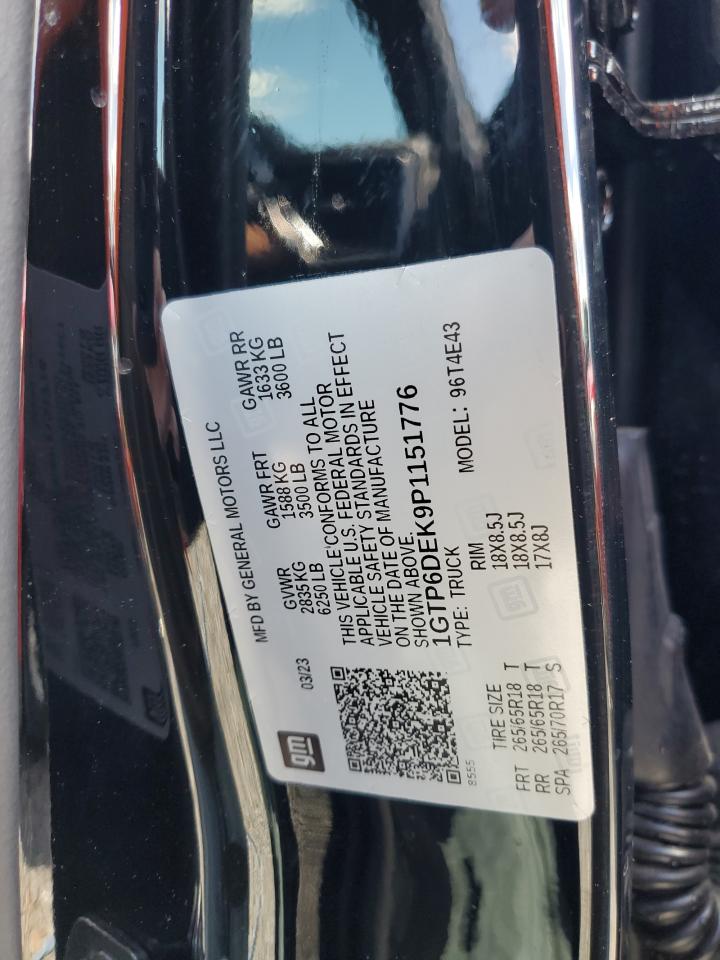 gm
03/23
MFD BY GENERAL MOTORS LLC
GVWR GAWR FRT GAWR RR
2835 KG 1588 KG 1633 KG
6250 LB 3500 LB 3600 LB
THIS VEHICLE CONFORMS TO ALL
APPLICABLE U.S. FEDERAL MOTOR
VEHICLE SAFETY STANDARDS IN EFFECT
ON THE DATE OF MANUFACTURE
SHOWN ABOVE.
1GTP6DEK9P1151776
TYPE: TRUCK MODEL: 96T4E43
8555
TIRE SIZE RIM
FRT 265/65R18 T 18X8.5J
RR 265/65R18 T 18X8.5J
SPA 265/70R17 S 17X8J